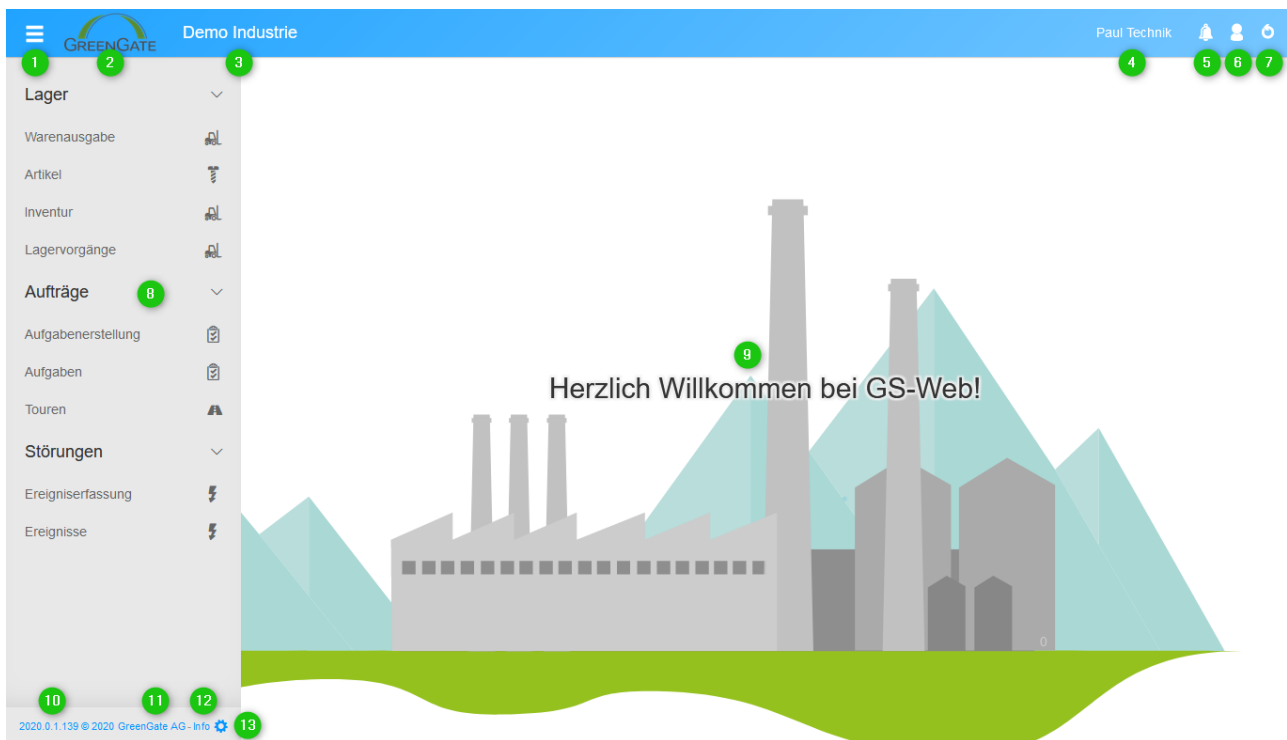 GREENGATE
Demo Industrie
Paul Technik
1
2
3
4
5
6
7
Lager
Warenausgabe
Artikel
Inventur
Lagervorgänge
Aufträge
8
Aufgabenerstellung
Aufgaben
Touren
Störungen
Ereigniserfassung
Ereignisse
9
Herzlich Willkommen bei GS-Web!
0
10
11
12
2020.0.1.139 © 2020 GreenGate AG - Info
13